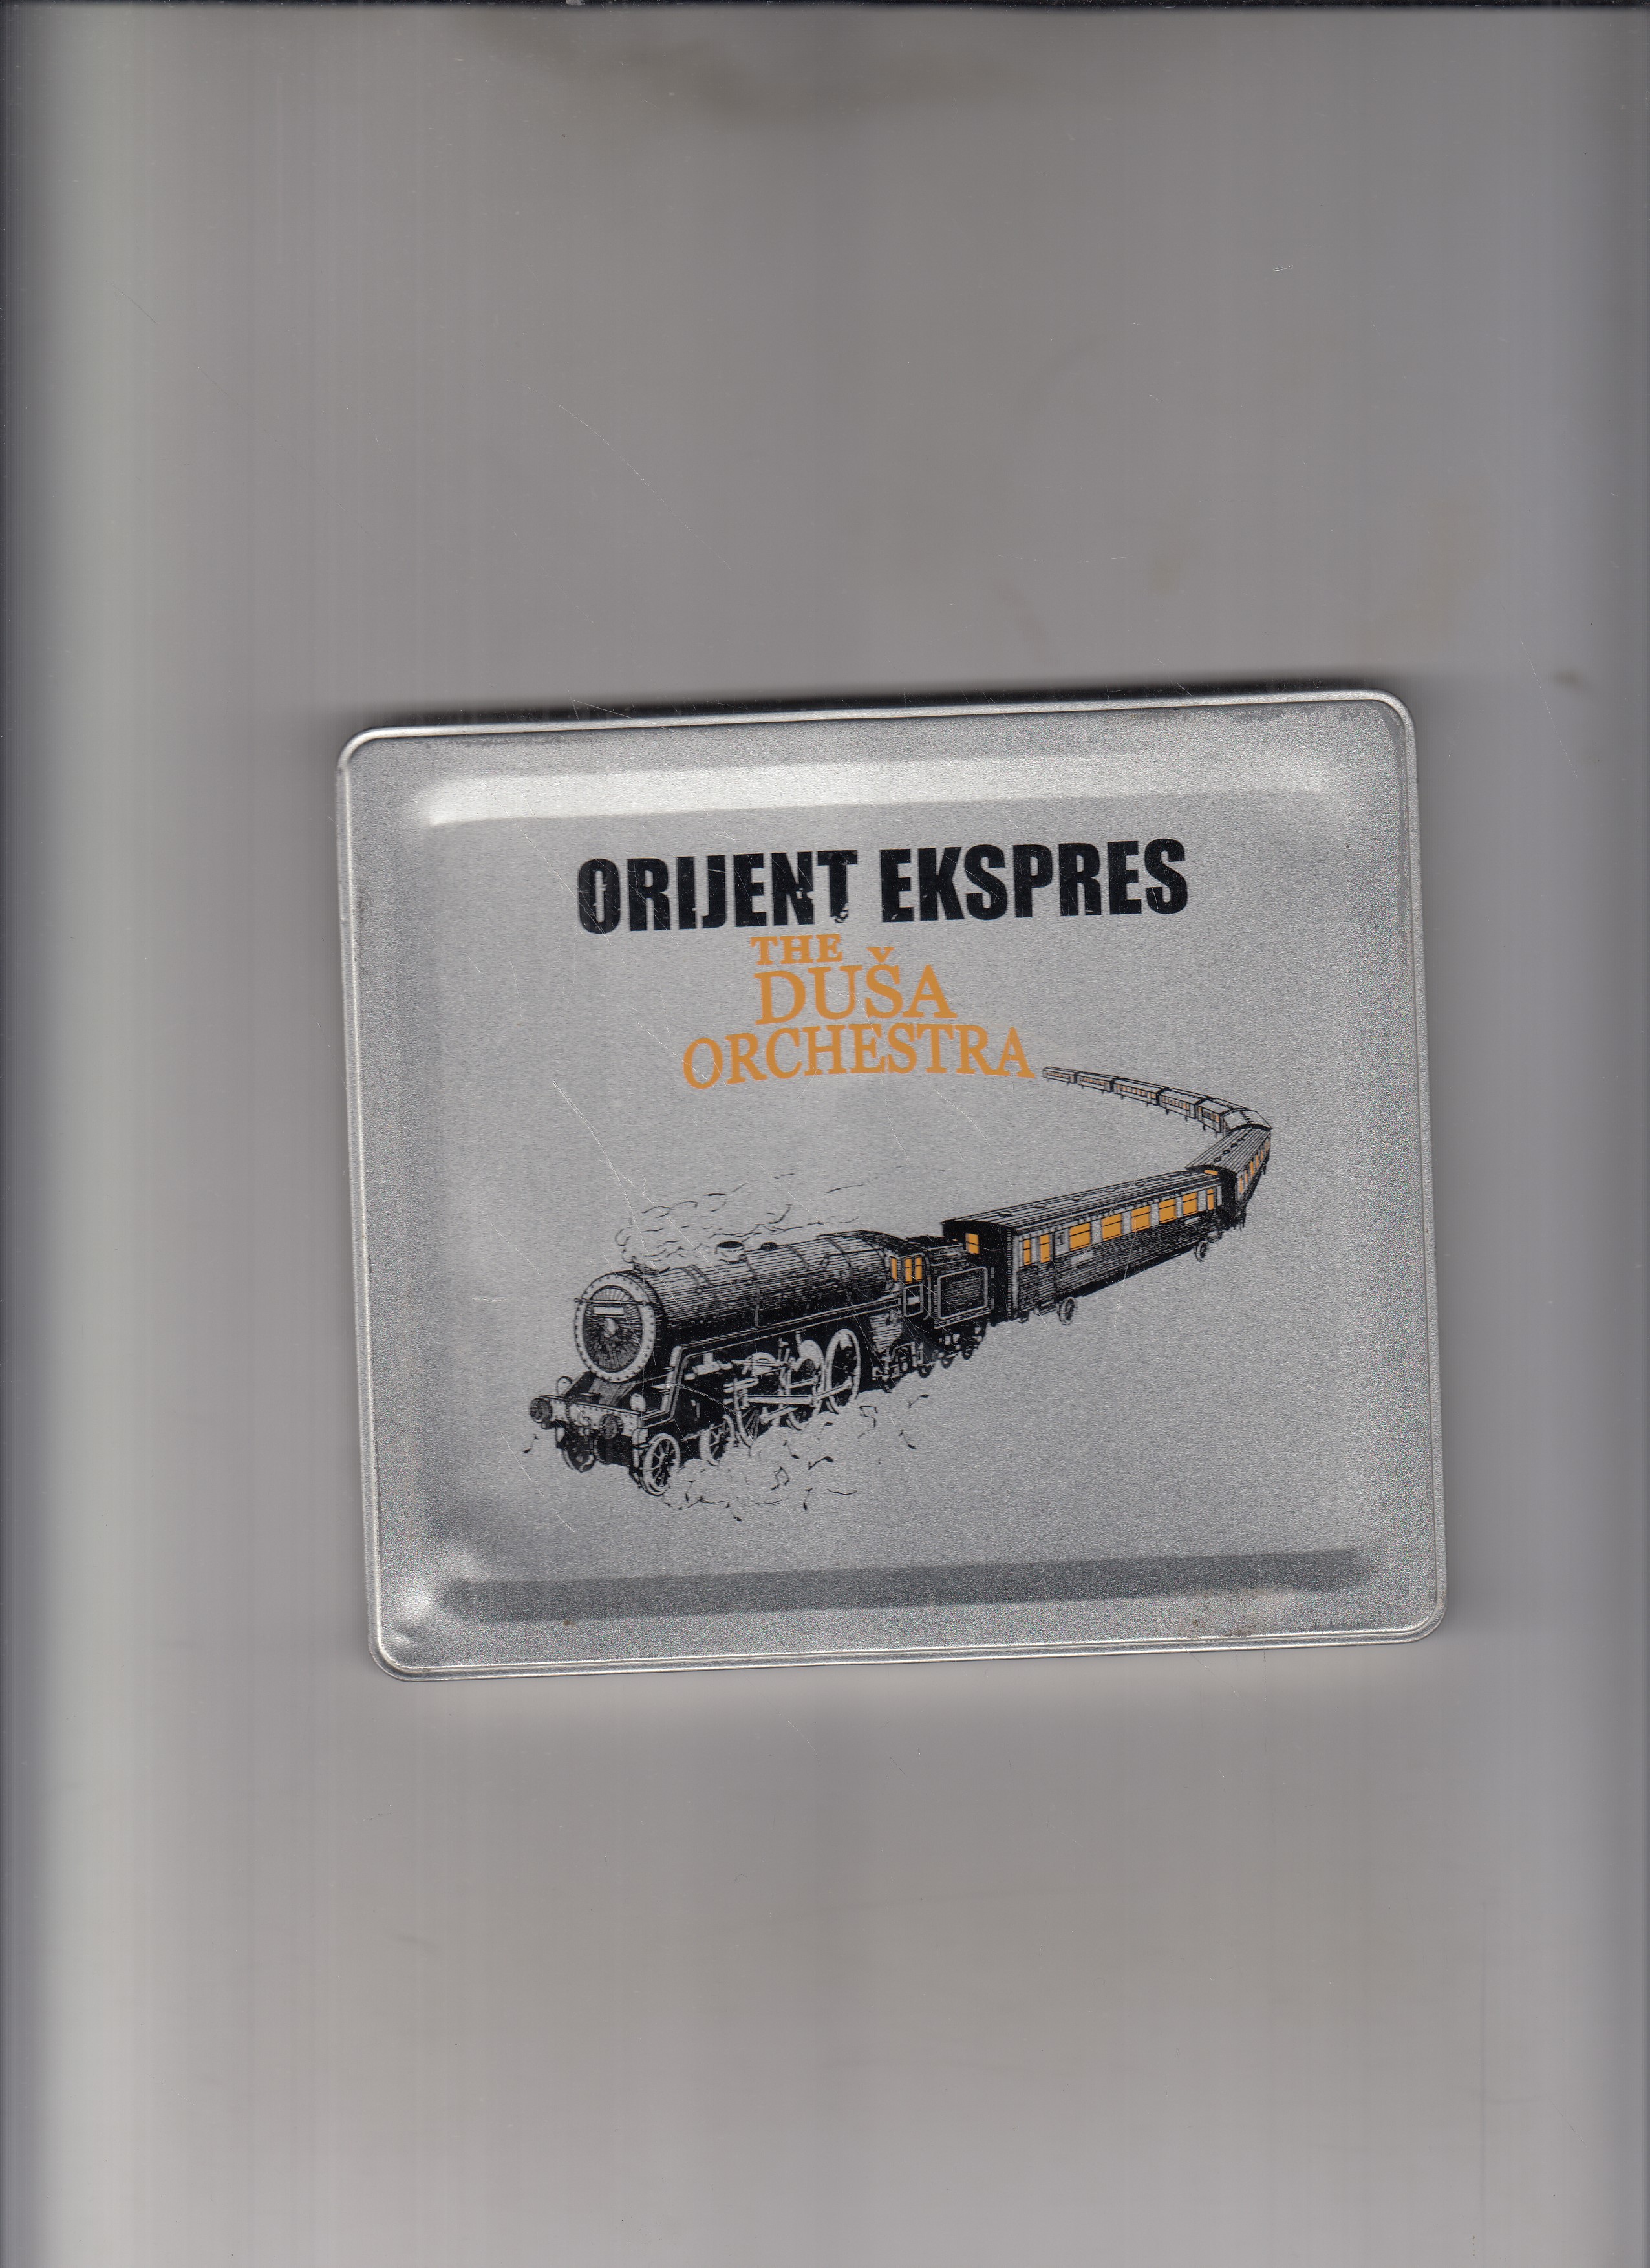 ORIJENT EKSPRES
THE
DUŠA
ORCHESTRA